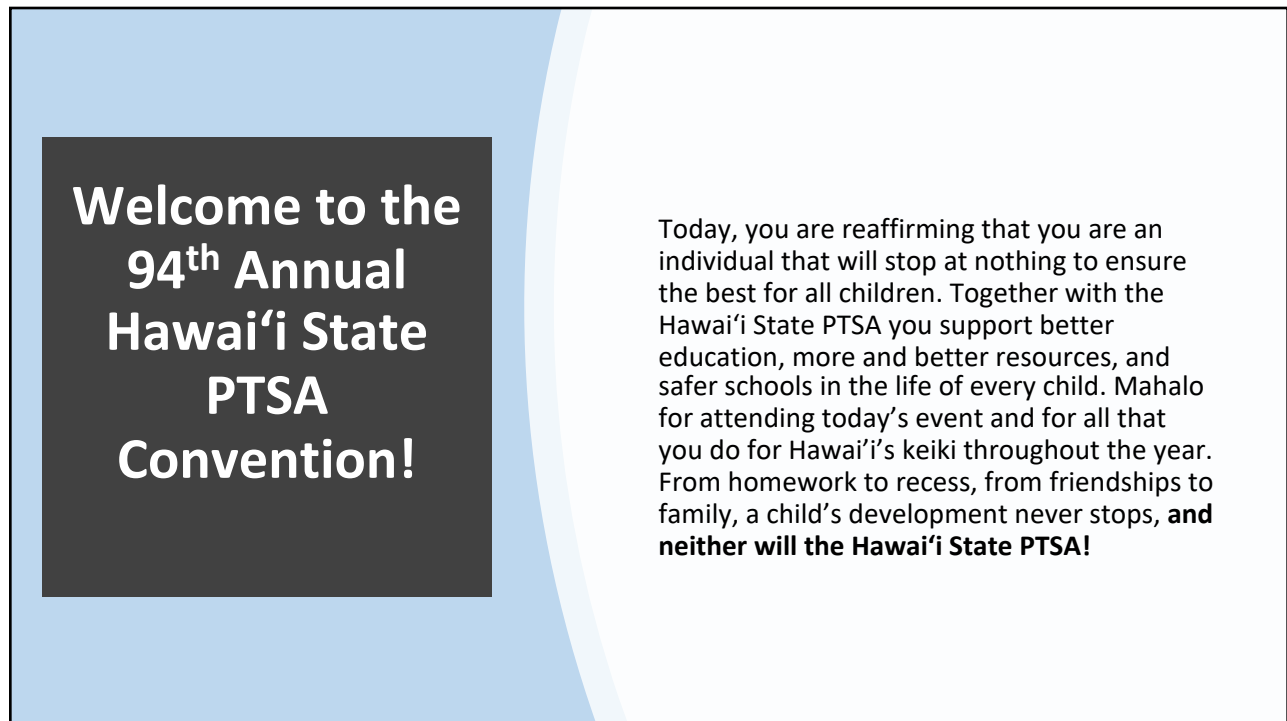 Welcome to the
94th Annual
Hawai‘i State
PTSA
Convention!
Today, you are reaffirming that you are an
individual that will stop at nothing to ensure
the best for all children. Together with the
Hawai‘i State PTSA you support better
education, more and better resources, and
safer schools in the life of every child. Mahalo
for attending today’s event and for all that
you do for Hawai’i’s keiki throughout the year.
From homework to recess, from friendships to
family, a child’s development never stops, and
neither will the Hawai‘i State PTSA!